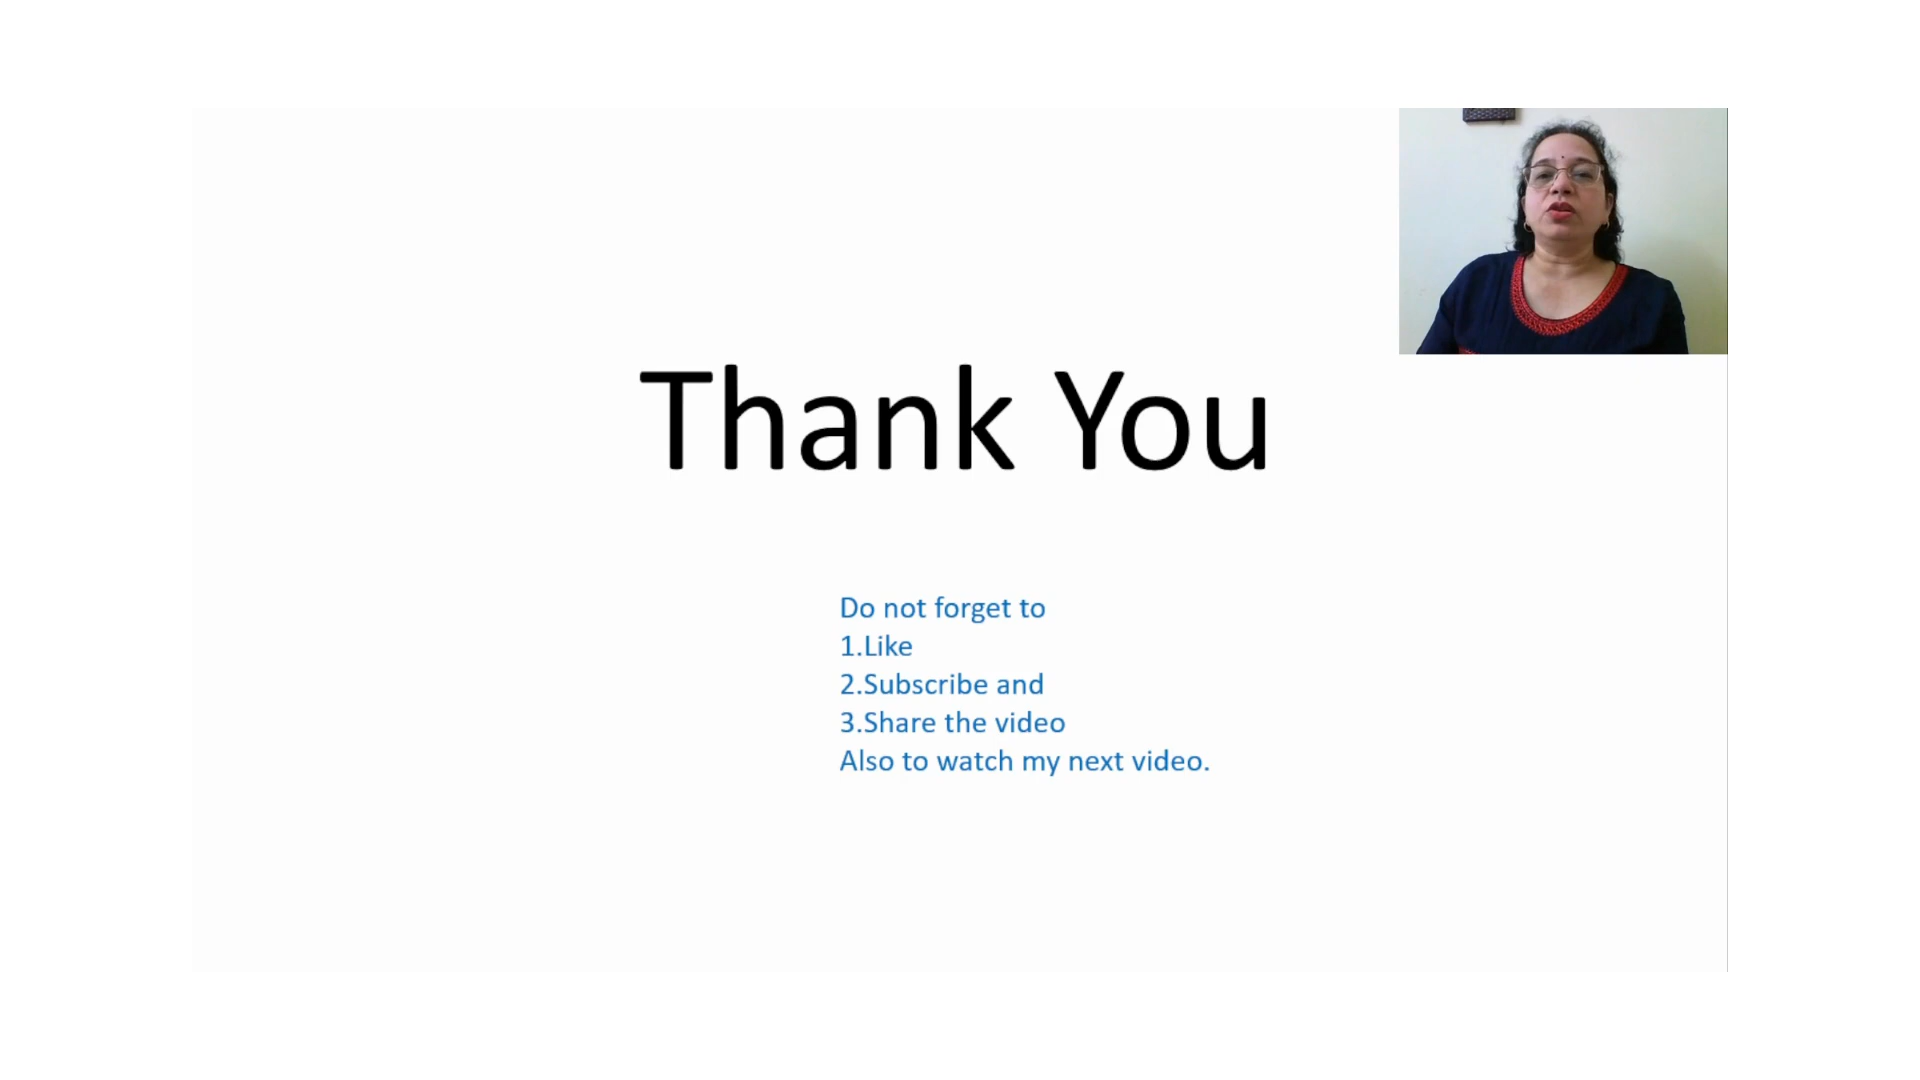 Thank You
Do not forget to
1.Like
2.Subscribe and
3.Share the video
Also to watch my next video.